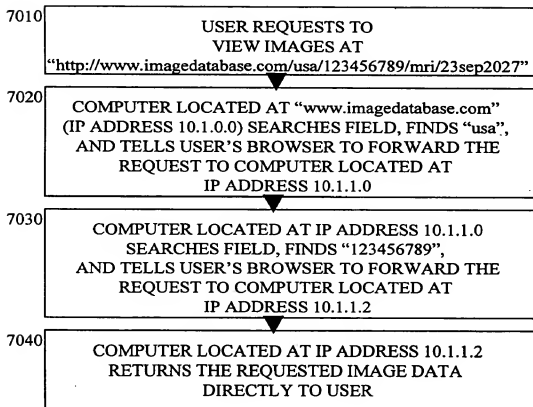 7010
USER REQUESTS TO
VIEW IMAGES AT
“http://www.imagedatabase.com/usa/123456789/mri/23sep2027”
7020
COMPUTER LOCATED AT “www.imagedatabase.com”
(IP ADDRESS 10.1.0.0) SEARCHES FIELD, FINDS “usa”,
AND TELLS USER’S BROWSER TO FORWARD THE
REQUEST TO COMPUTER LOCATED AT
IP ADDRESS 10.1.1.0
7030
COMPUTER LOCATED AT IP ADDRESS 10.1.1.0
SEARCHES FIELD, FINDS “123456789”,
AND TELLS USER’S BROWSER TO FORWARD THE
REQUEST TO COMPUTER LOCATED AT
IP ADDRESS 10.1.1.2
7040
COMPUTER LOCATED AT IP ADDRESS 10.1.1.2
RETURNS THE REQUESTED IMAGE DATA
DIRECTLY TO USER